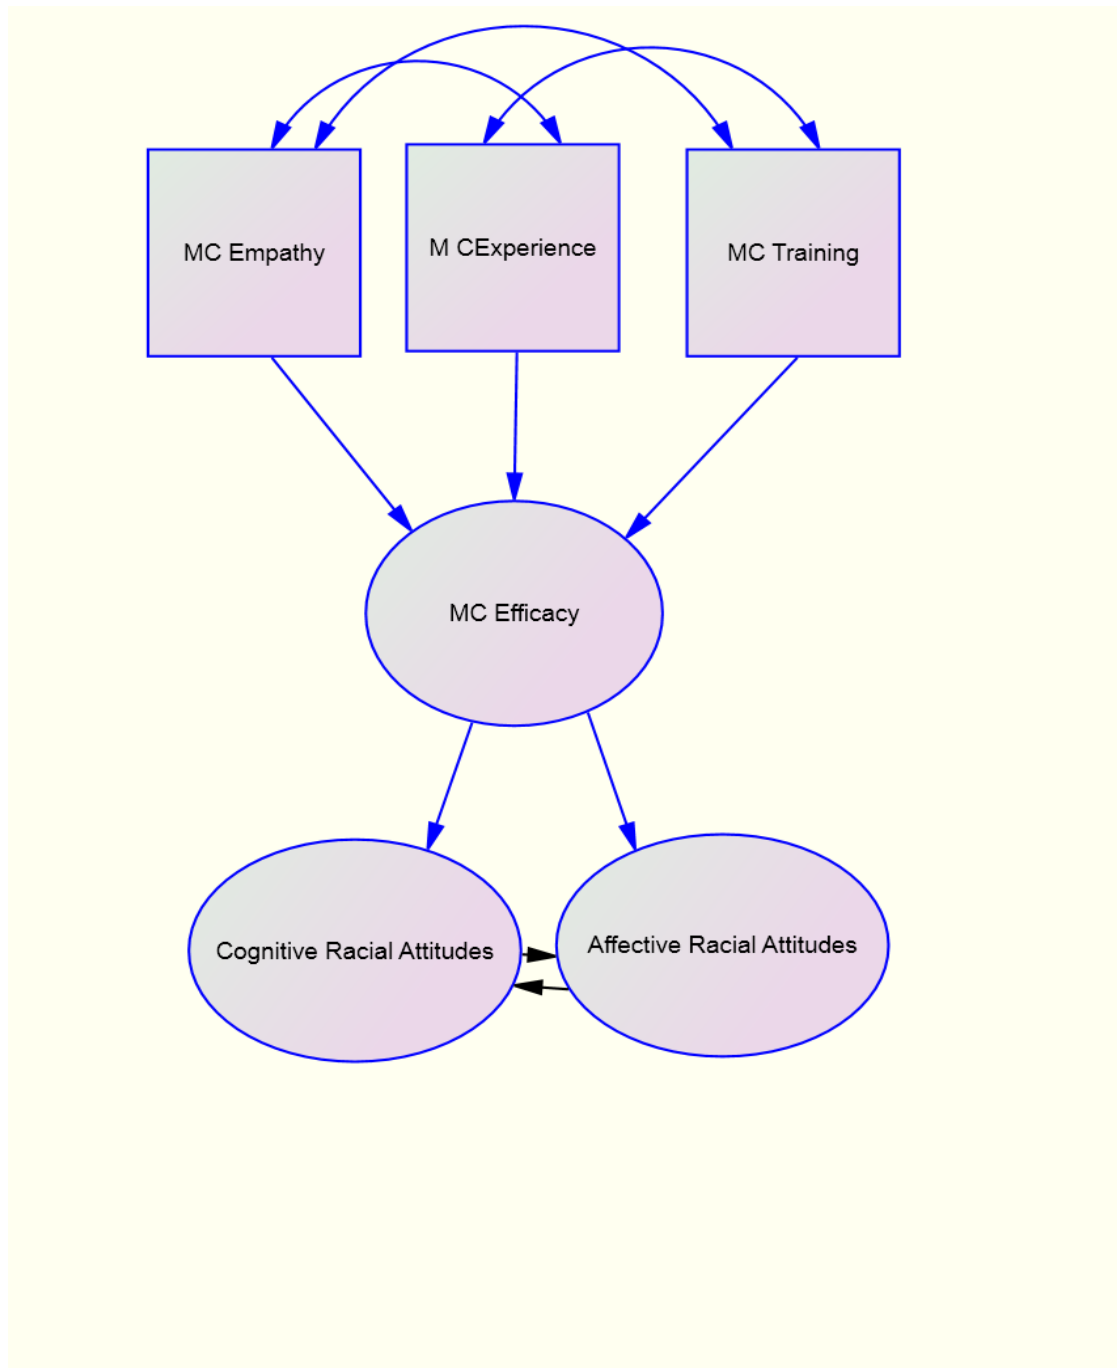 MC Empathy
M CExperience
MC Training
MC Efficacy
Cognitive Racial Attitudes
Affective Racial Attitudes